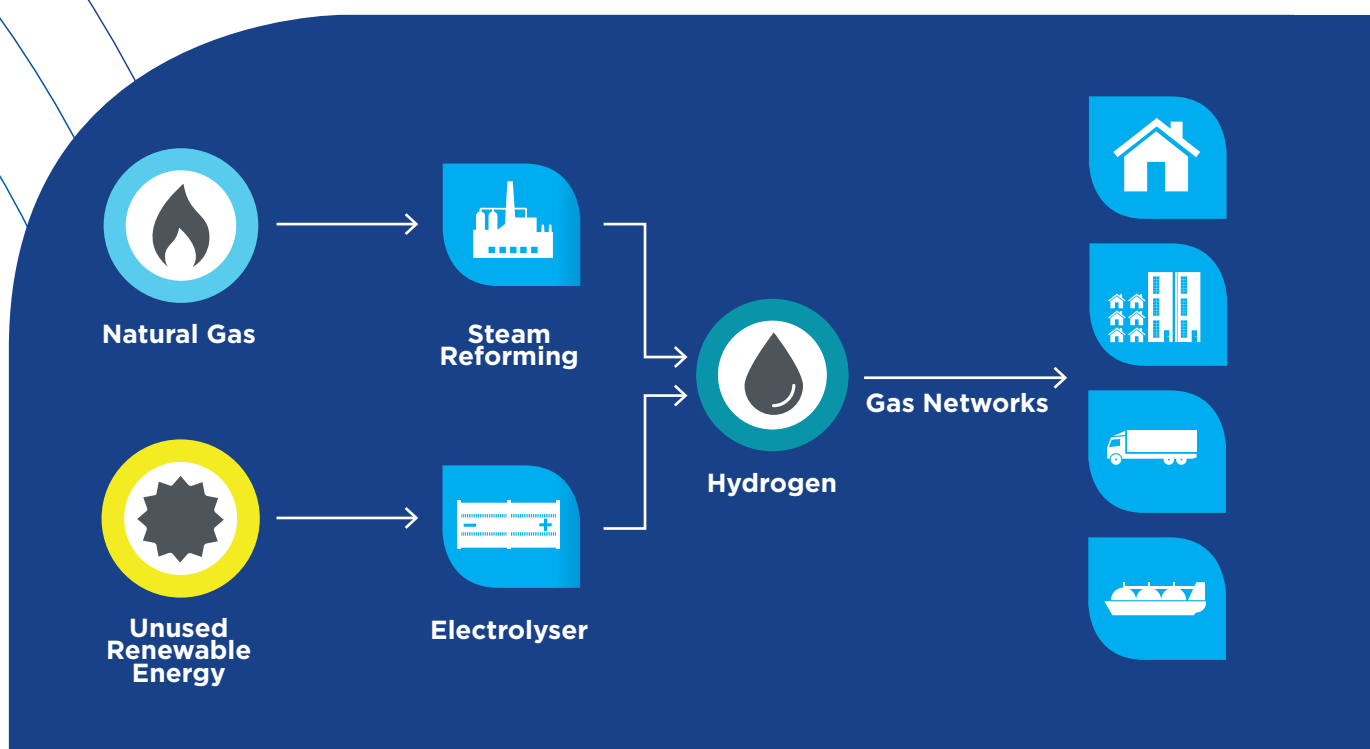 Natural Gas
Steam
Reforming
Gas Networks
Hydrogen
Unused
Renewable
Energy
Electrolyser